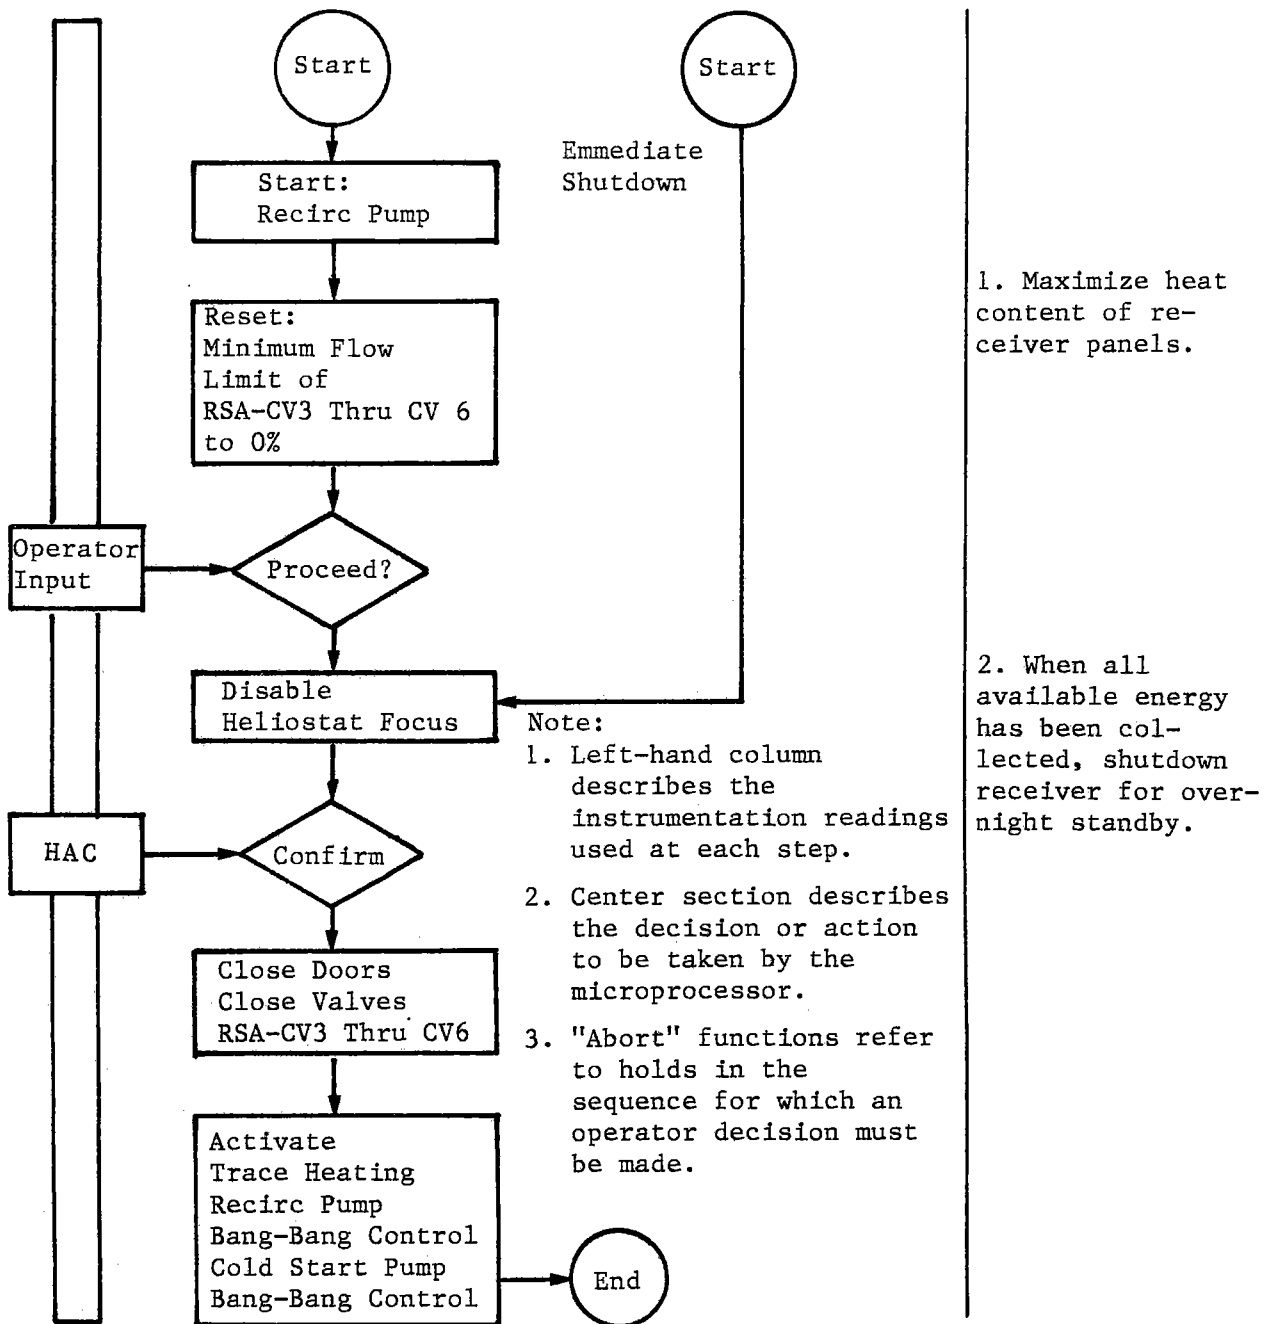 Start
Start:
Recirc Pump
Reset:
Minimum Flow
Limit of
RSA-CV3 Thru CV 6
to 0%
Operator
Input
Proceed?
Disable
Heliostat Focus
HAC
Confirm
Close Doors
Close Valves
RSA-CV3 Thru CV6
Activate
Trace Heating
Recirc Pump
Bang-Bang Control
Cold Start Pump
Bang-Bang Control
End
Start
Emmediate
Shutdown
Note:
1. Left-hand column
describes the
instrumentation readings
used at each step.
2. Center section describes
the decision or action
to be taken by the
microprocessor.
3. "Abort" functions refer
to holds in the
sequence for which an
operator decision must
be made.
1. Maximize heat
content of re-
ceiver panels.
2. When all
available energy
has been col-
lected, shutdown
receiver for over-
night standby.